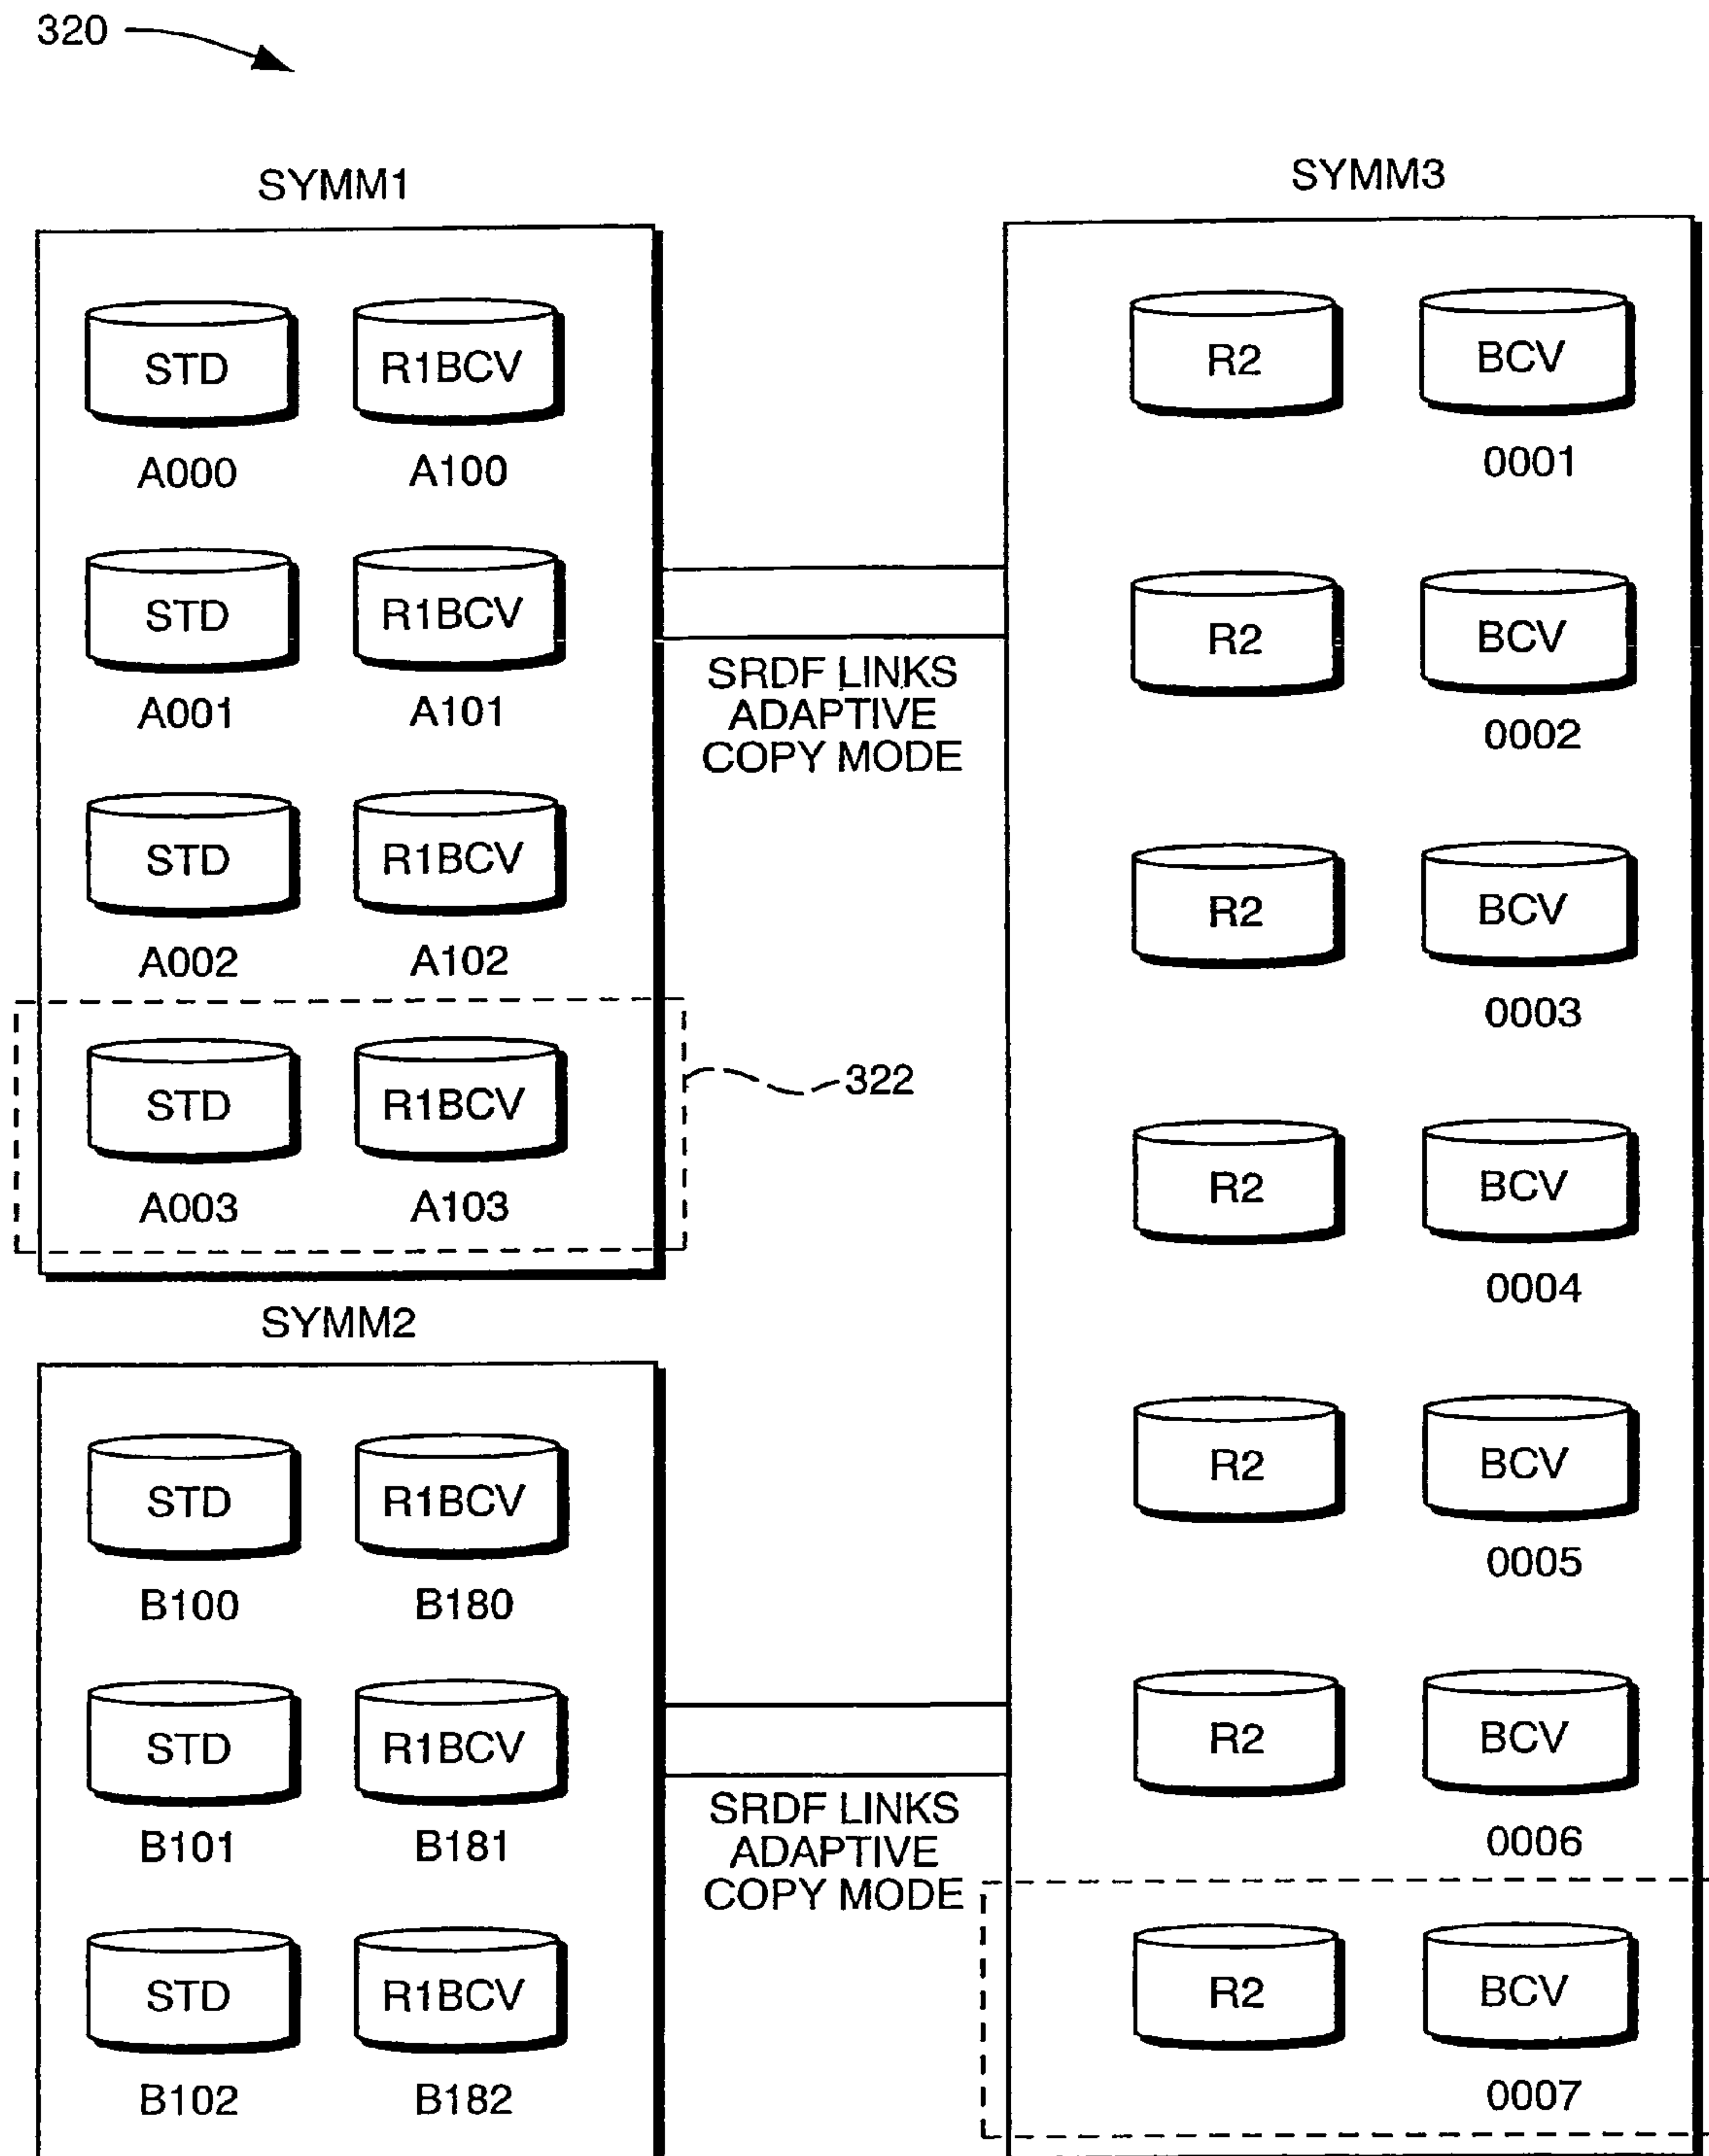 320
SYMM1
STD R1BCV
A000 A100
STD R1BCV
A001 A101
STD R1BCV
A002 A102
STD R1BCV
A003 A103
322
SRDF LINKS
ADAPTIVE
COPY MODE
SYMM2
STD R1BCV
B100 B180
STD R1BCV
B101 B181
STD R1BCV
B102 B182
SRDF LINKS
ADAPTIVE
COPY MODE
SYMM3
R2 BCV
0001
R2 BCV
0002
R2 BCV
0003
R2 BCV
0004
R2 BCV
0005
R2 BCV
0006
R2 BCV
0007